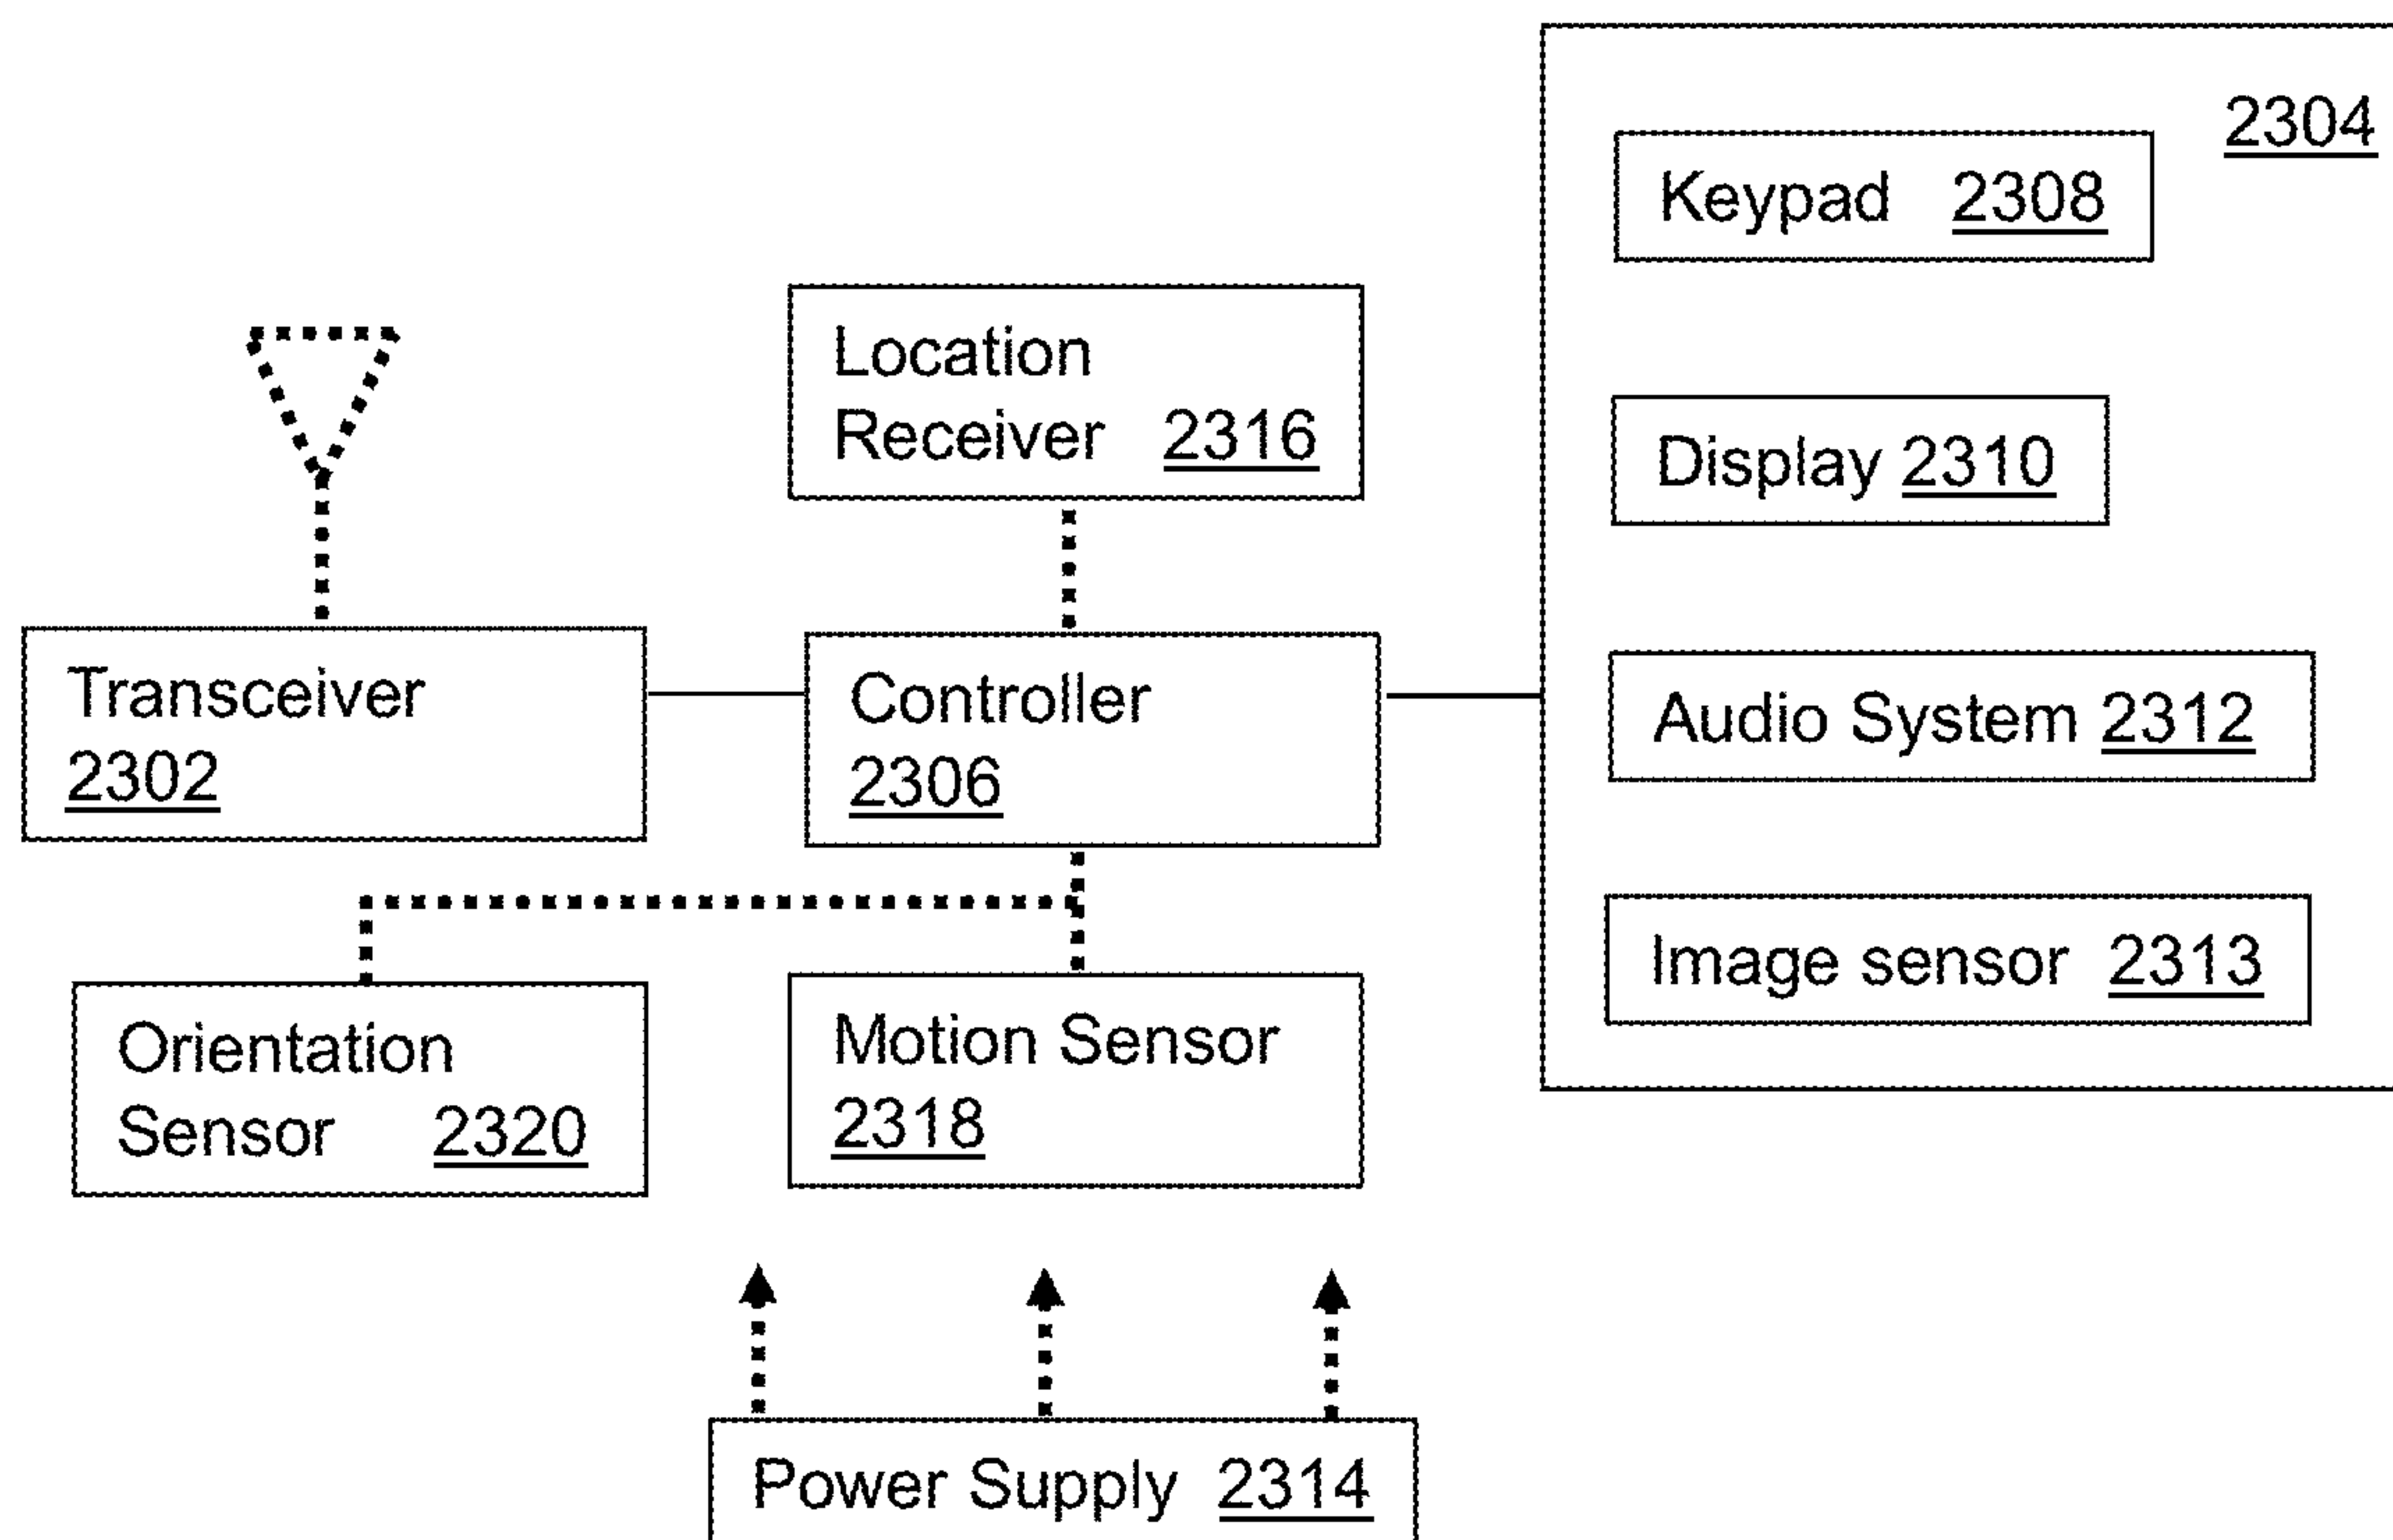 2304
Keypad 2308
Location
Receiver 2316
Display 2310
Transceiver
2302
Controller
2306
Audio System 2312
Image sensor 2313
Orientation
Sensor 2320
Motion Sensor
2318
Power Supply 2314